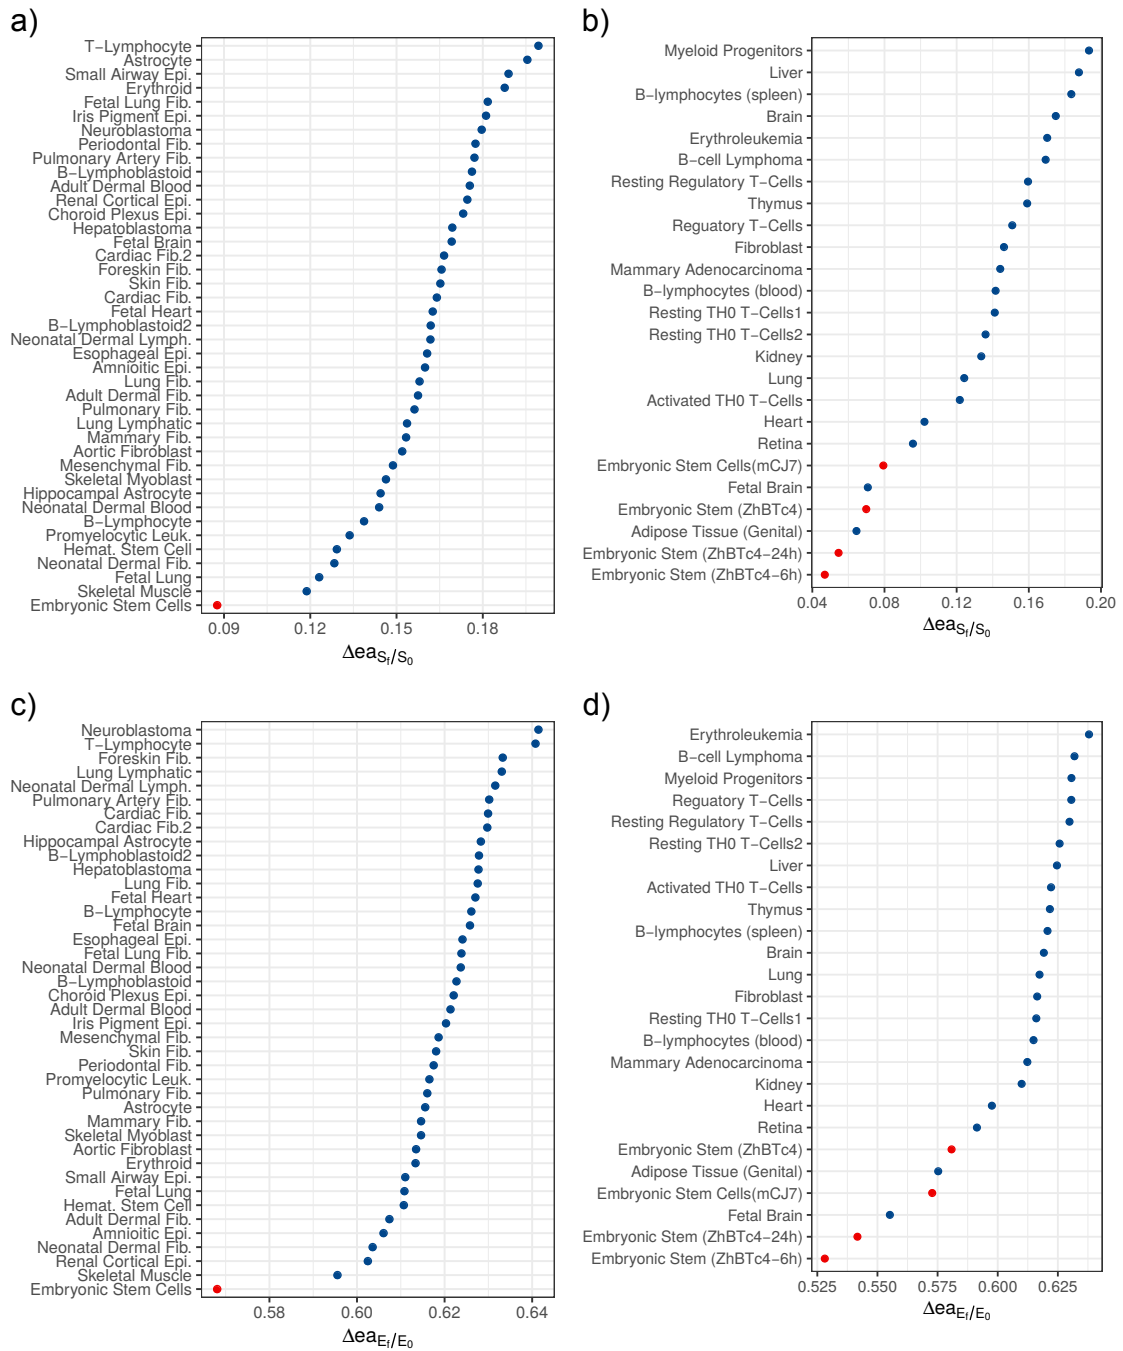 a)
T−Lymphocyte
Astrocyte
Small Airway Epi.
Erythroid
Fetal Lung Fib.
Iris Pigment Epi.
Neuroblastoma
Periodontal Fib.
Pulmonary Artery Fib.
B−Lymphoblastoid
Adult Dermal Blood
Renal Cortical Epi.
Choroid Plexus Epi.
Hepatoblastoma
Fetal Brain
Cardiac Fib.2
Foreskin Fib.
Skin Fib.
Cardiac Fib.
Fetal Heart
B−Lymphoblastoid2
Neonatal Dermal Lymph.
Esophageal Epi.
Amnioitic Epi.
Lung Fib.
Adult Dermal Fib.
Pulmonary Fib.
Lung Lymphatic
Mammary Fib.
Aortic Fibroblast
Mesenchymal Fib.
Skeletal Myoblast
Hippocampal Astrocyte
Neonatal Dermal Blood
B−Lymphocyte
Promyelocytic Leuk.
Hemat. Stem Cell
Neonatal Dermal Fib.
Fetal Lung
Skeletal Muscle
Embryonic Stem Cells
0.09 0.12 0.15 0.18
Δea_Sf/S0
b)
Myeloid Progenitors
Liver
B−lymphocytes (spleen)
Brain
Erythroleukemia
B−cell Lymphoma
Resting Regulatory T−Cells
Thymus
Reguatory T−Cells
Fibroblast
Mammary Adenocarcinoma
B−lymphocytes (blood)
Resting TH0 T−Cells1
Resting TH0 T−Cells2
Kidney
Lung
Activated TH0 T−Cells
Heart
Retina
Embryonic Stem Cells(mCJ7)
Fetal Brain
Embryonic Stem (ZhBTc4)
Adipose Tissue (Genital)
Embryonic Stem (ZhBTc4−24h)
Embryonic Stem (ZhBTc4−6h)
0.04 0.08 0.12 0.16 0.20
Δea_Sf/S0
c)
Neuroblastoma
T−Lymphocyte
Foreskin Fib.
Lung Lymphatic
Neonatal Dermal Lymph.
Pulmonary Artery Fib.
Cardiac Fib.
Cardiac Fib.2
Hippocampal Astrocyte
B−Lymphoblastoid2
Hepatoblastoma
Lung Fib.
Fetal Heart
B−Lymphocyte
Fetal Brain
Esophageal Epi.
Fetal Lung Fib.
Neonatal Dermal Blood
B−Lymphoblastoid
Choroid Plexus Epi.
Adult Dermal Blood
Iris Pigment Epi.
Mesenchymal Fib.
Skin Fib.
Periodontal Fib.
Promyelocytic Leuk.
Pulmonary Fib.
Astrocyte
Mammary Fib.
Skeletal Myoblast
Aortic Fibroblast
Erythroid
Small Airway Epi.
Fetal Lung
Hemat. Stem Cell
Adult Dermal Fib.
Amnioitic Epi.
Neonatal Dermal Fib.
Renal Cortical Epi.
Skeletal Muscle
Embryonic Stem Cells
0.58 0.60 0.62 0.64
Δea_Ef/E0
d)
Erythroleukemia
B−cell Lymphoma
Myeloid Progenitors
Reguatory T−Cells
Resting Regulatory T−Cells
Resting TH0 T−Cells2
Liver
Activated TH0 T−Cells
Thymus
B−lymphocytes (spleen)
Brain
Lung
Fibroblast
Resting TH0 T−Cells1
B−lymphocytes (blood)
Mammary Adenocarcinoma
Kidney
Heart
Retina
Embryonic Stem (ZhBTc4)
Adipose Tissue (Genital)
Embryonic Stem Cells(mCJ7)
Fetal Brain
Embryonic Stem (ZhBTc4−24h)
Embryonic Stem (ZhBTc4−6h)
0.525 0.550 0.575 0.600 0.625
Δea_Ef/E0